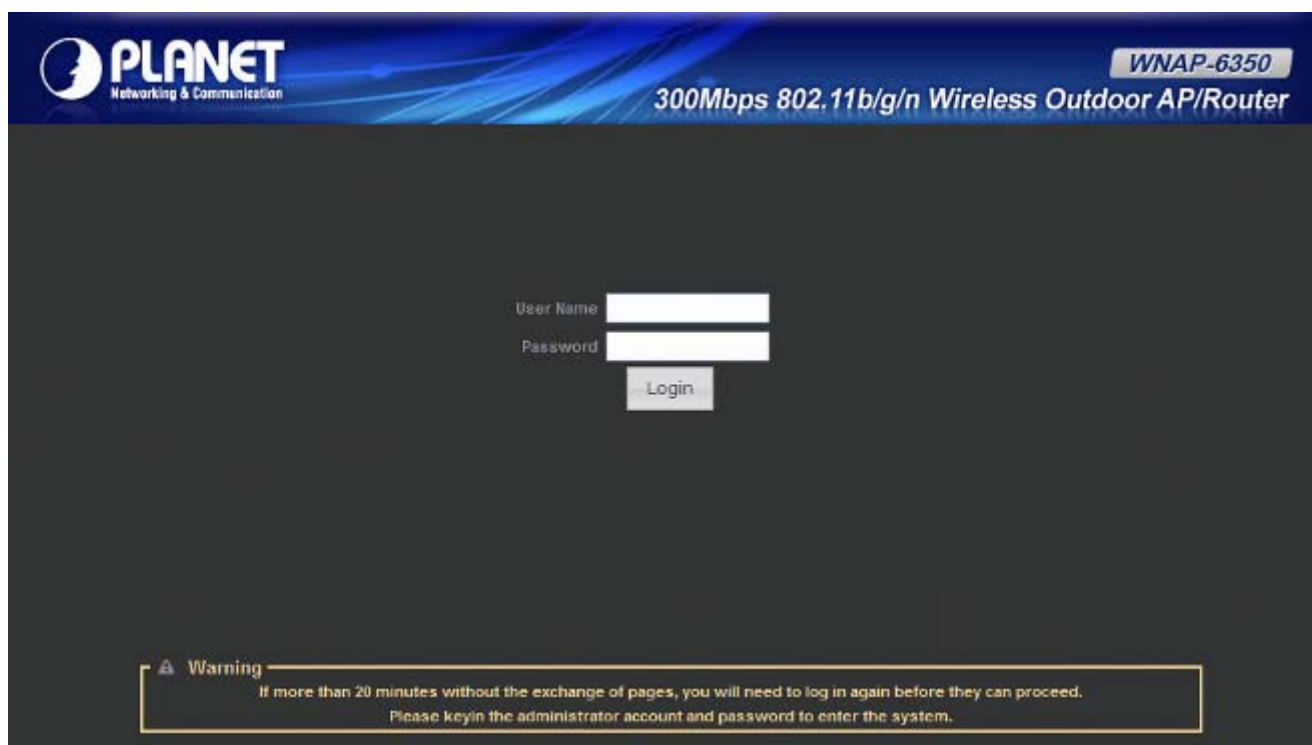 PLANET
Networking & Communication
WNAP-6350
300Mbps 802.11b/g/n Wireless Outdoor AP/Router
User Name
Password
Login
Warning
If more than 20 minutes without the exchange of pages, you will need to log in again before they can proceed.
Please keyin the administrator account and password to enter the system.